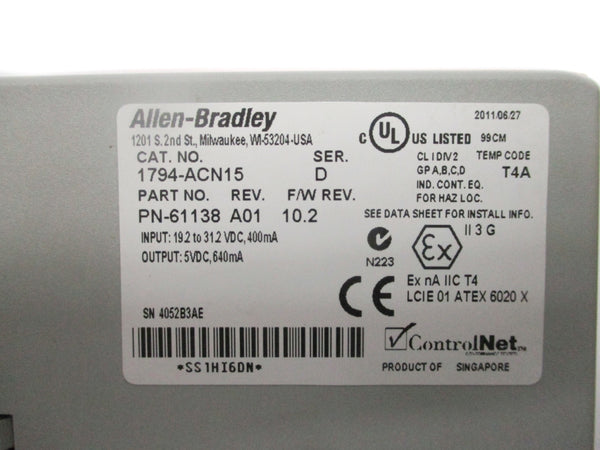 Allen-Bradley
1201 S. 2nd St., Milwaukee, WI-53204-USA
CAT. NO. SER.
1794-ACN15 D
PART NO. REV. F/W REV.
PN-61138 A01 10.2
INPUT: 19.2 to 31.2 VDC, 400mA
OUTPUT: 5VDC, 640mA
SN 4052B3AE
*SS1HI6DN*
2011/06/27
C UL US LISTED 99CM
CL I DIV 2 TEMP CODE
GP A,B,C,D T4A
IND. CONT. EQ.
FOR HAZ LOC.
SEE DATA SHEET FOR INSTALL INFO.
N223
Ex II 3 G
CE
Ex nA IIC T4
LCIE 01 ATEX 6020 X
ControlNet TM
PRODUCT OF SINGAPORE